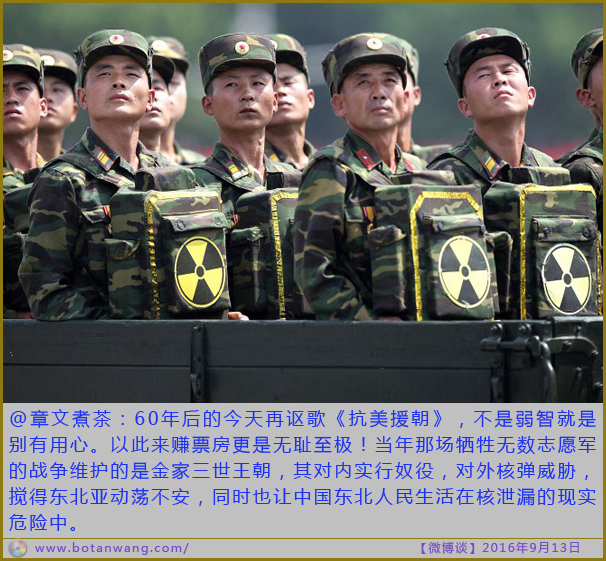 @章文煮茶：60年后的今天再讴歌《抗美援朝》，不是弱智就是
别有用心。以此来赚票房更是无耻至极！当年那场牺牲无数志愿军
的战争维护的是金家三世王朝，其对内实行奴役，对外核弹威胁，
搅得东北亚动荡不安，同时也让中国东北人民生活在核泄漏的现实
危险中。
www.botanwang.com/ 【微博谈】2016年9月13日